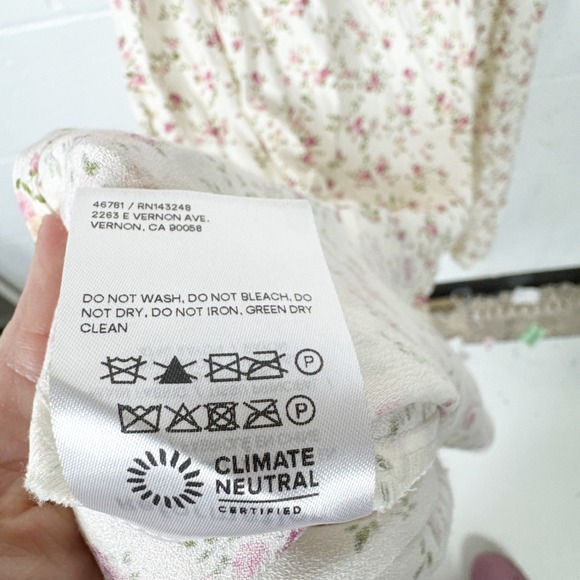 46781 / RN143248
2263 E VERNON AVE.
VERNON, CA 90058
DO NOT WASH, DO NOT BLEACH, DO
NOT DRY, DO NOT IRON, GREEN DRY
CLEAN
P
P
CLIMATE
NEUTRAL
CERTIFIED